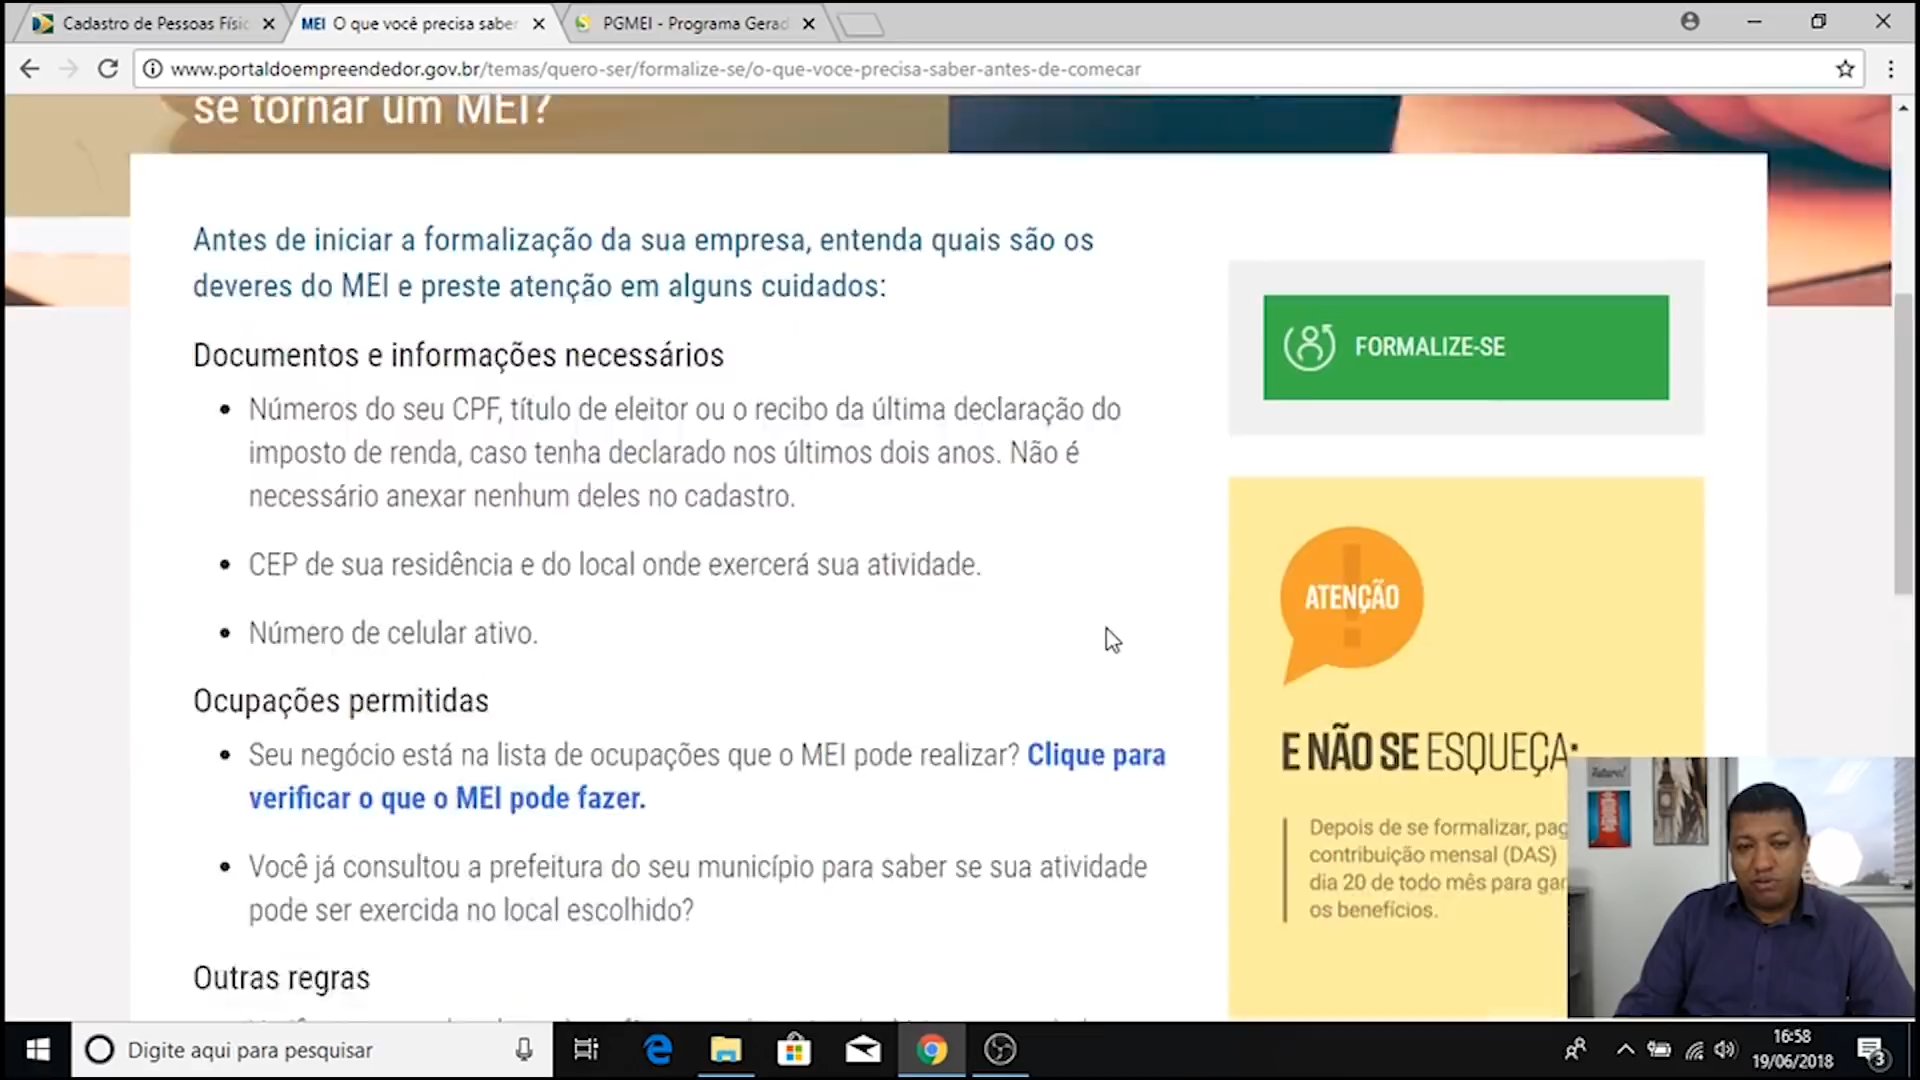 Cadastro de Pessoas Físic
MEI O que você precisa saber
PGMEI - Programa Gerad
www.portaldoempreendedor.gov.br/temas/quero-ser/formalize-se/o-que-voce-precisa-saber-antes-de-comecar
se tornar um MEI?
Antes de iniciar a formalização da sua empresa, entenda quais são os
deveres do MEI e preste atenção em alguns cuidados:
Documentos e informações necessários
Números do seu CPF, título de eleitor ou o recibo da última declaração do
imposto de renda, caso tenha declarado nos últimos dois anos. Não é
necessário anexar nenhum deles no cadastro.
CEP de sua residência e do local onde exercerá sua atividade.
Número de celular ativo.
Ocupações permitidas
Seu negócio está na lista de ocupações que o MEI pode realizar? Clique para
verificar o que o MEI pode fazer.
Você já consultou a prefeitura do seu município para saber se sua atividade
pode ser exercida no local escolhido?
Outras regras
FORMALIZE-SE
ATENÇÃO
E NÃO SE ESQUEÇA:
Depois de se formalizar, pag
contribuição mensal (DAS)
dia 20 de todo mês para gar
os benefícios.
Digite aqui para pesquisar
16:58
19/06/2018
3